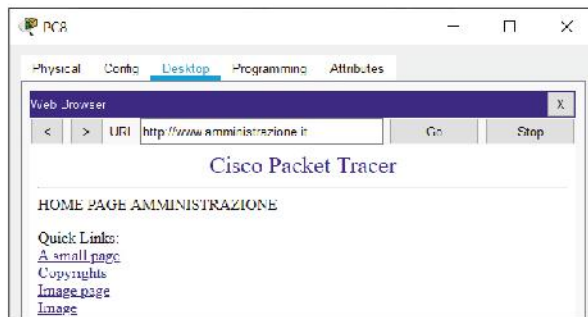 PC8
Physical Config Desktop Programming Attributes
Web Browser X
< > URL http://www.amministrazione.it Go Stop
Cisco Packet Tracer
HOME PAGE AMMINISTRAZIONE
Quick Links:
A small page
Copyrights
Image page
Image